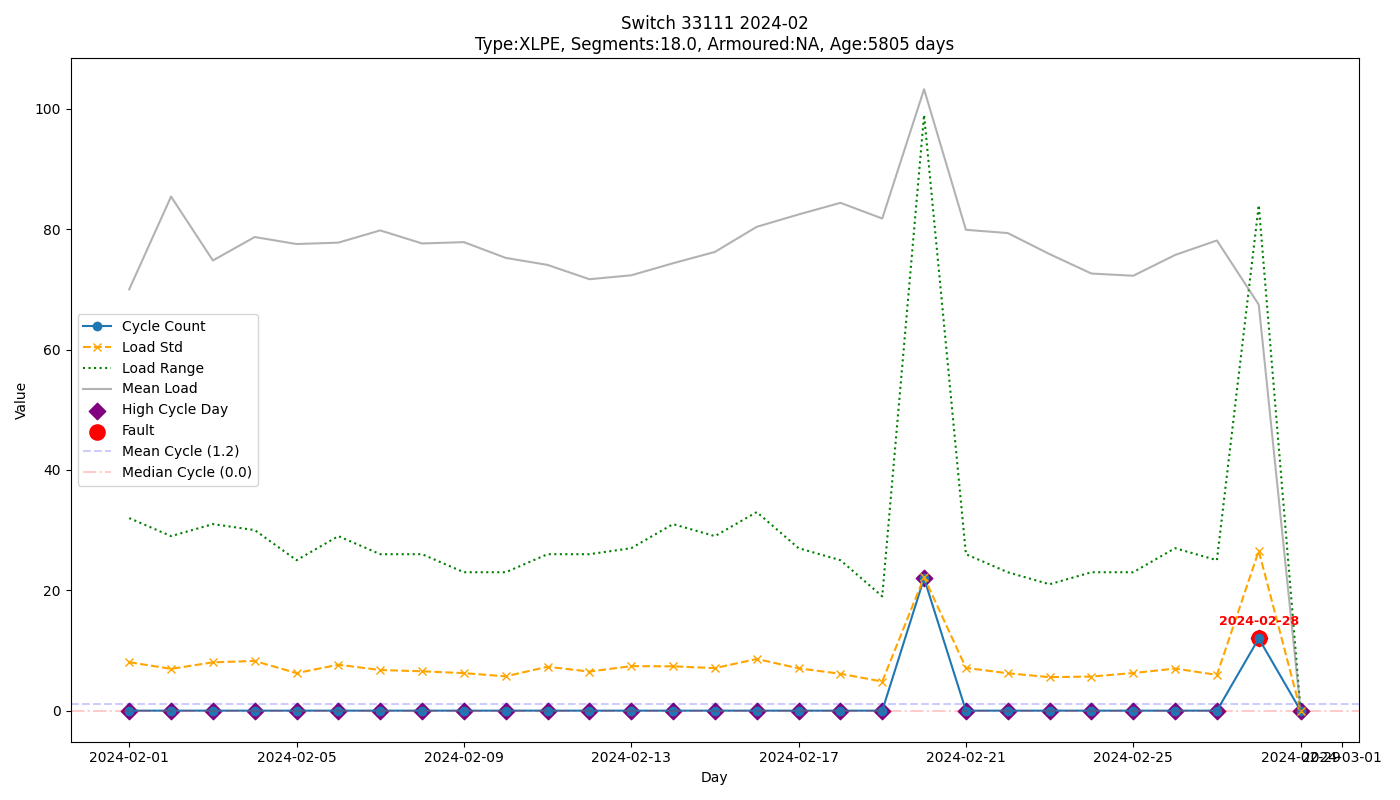 Switch 33111 2024-02
Type:XLPE, Segments:18.0, Armoured:NA, Age:5805 days
100
80
60
40
20
0
Value
Cycle Count
Load Std
Load Range
Mean Load
High Cycle Day
Fault
Mean Cycle (1.2)
Median Cycle (0.0)
2024-02-28
2024-02-01
2024-02-05
2024-02-09
2024-02-13
2024-02-17
2024-02-21
2024-02-25
2024-02-29
2024-03-01
Day